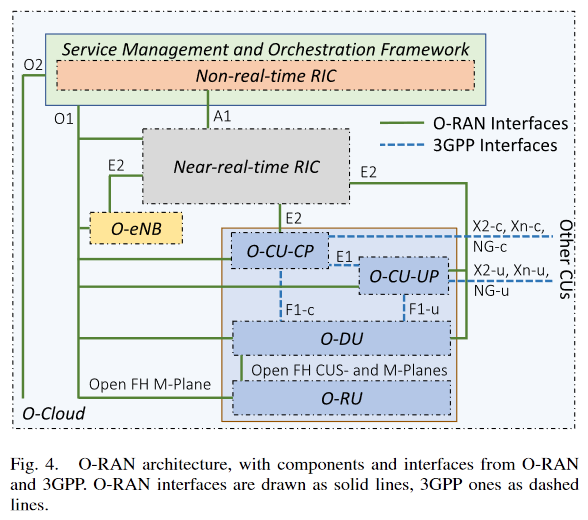 Service Management and Orchestration Framework
Non-real-time RIC
O2
O1
A1
O-RAN Interfaces
3GPP Interfaces
Near-real-time RIC
E2
E2
E2
O-eNB
O-CU-CP
X2-c, Xn-c,
NG-c
E1
O-CU-UP
X2-u, Xn-u,
NG-u
Other CUs
F1-c
F1-u
O-DU
Open FH M-Plane
Open FH CUS- and M-Planes
O-RU
O-Cloud
Fig. 4. O-RAN architecture, with components and interfaces from O-RAN
and 3GPP. O-RAN interfaces are drawn as solid lines, 3GPP ones as dashed
lines.